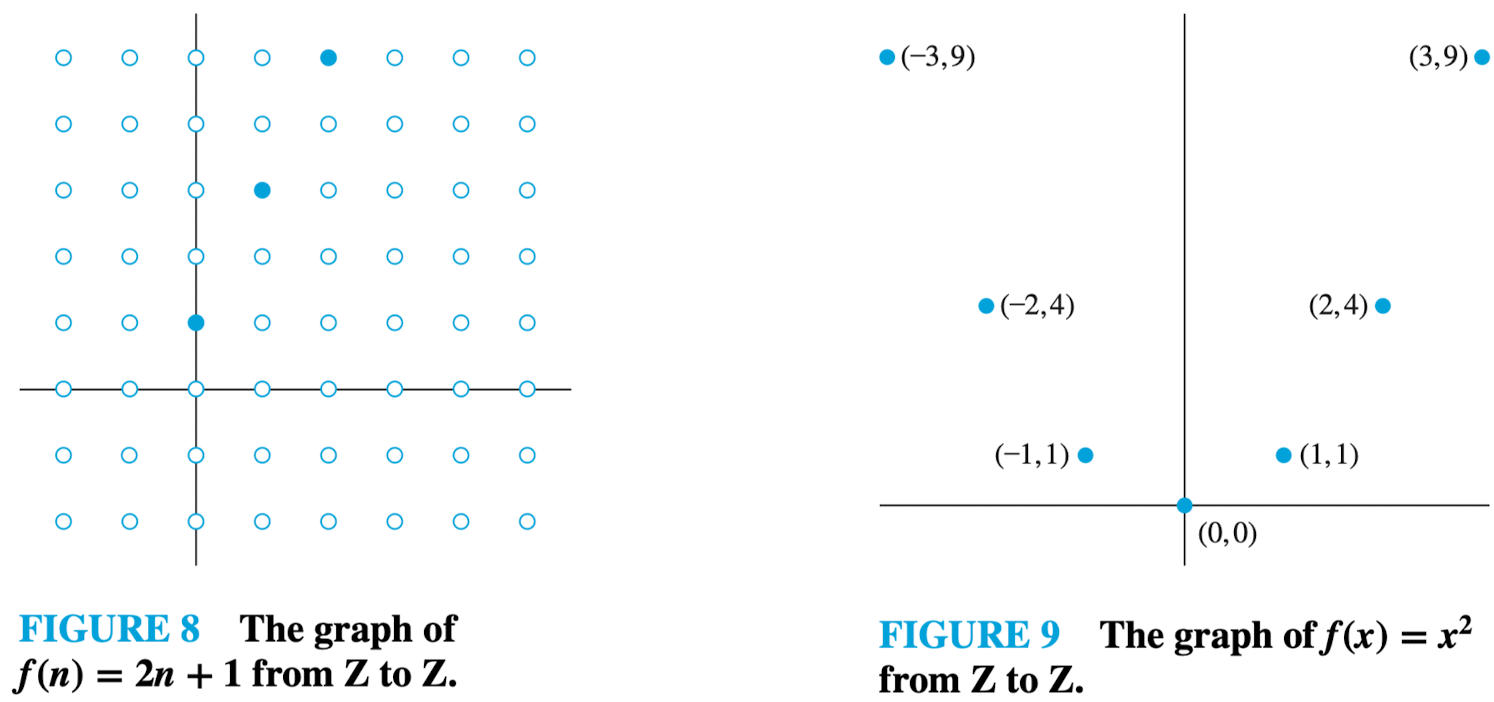 (−3,9)
(3,9)
(−2,4)
(2,4)
(−1,1)
(1,1)
(0,0)
FIGURE 8 The graph of
f(n) = 2n + 1 from Z to Z.
FIGURE 9 The graph of f(x) = x²
from Z to Z.